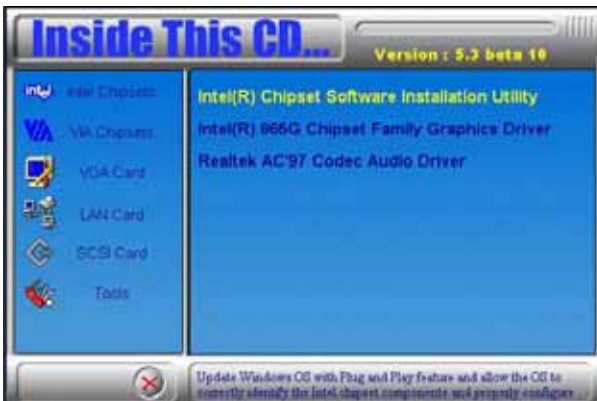 Inside This CD...
Version : 5.3 beta 10
intel Intel Chipsets
VIA VIA Chipsets
VGA Card
LAN Card
SCSI Card
Tools
Intel(R) Chipset Software Installation Utility
Intel(R) 865G Chipset Family Graphics Driver
Realtek AC'97 Codec Audio Driver
Update Windows OS with Plug and Play feature and allow the OS to
correctly identify the Intel chipset components and properly configure